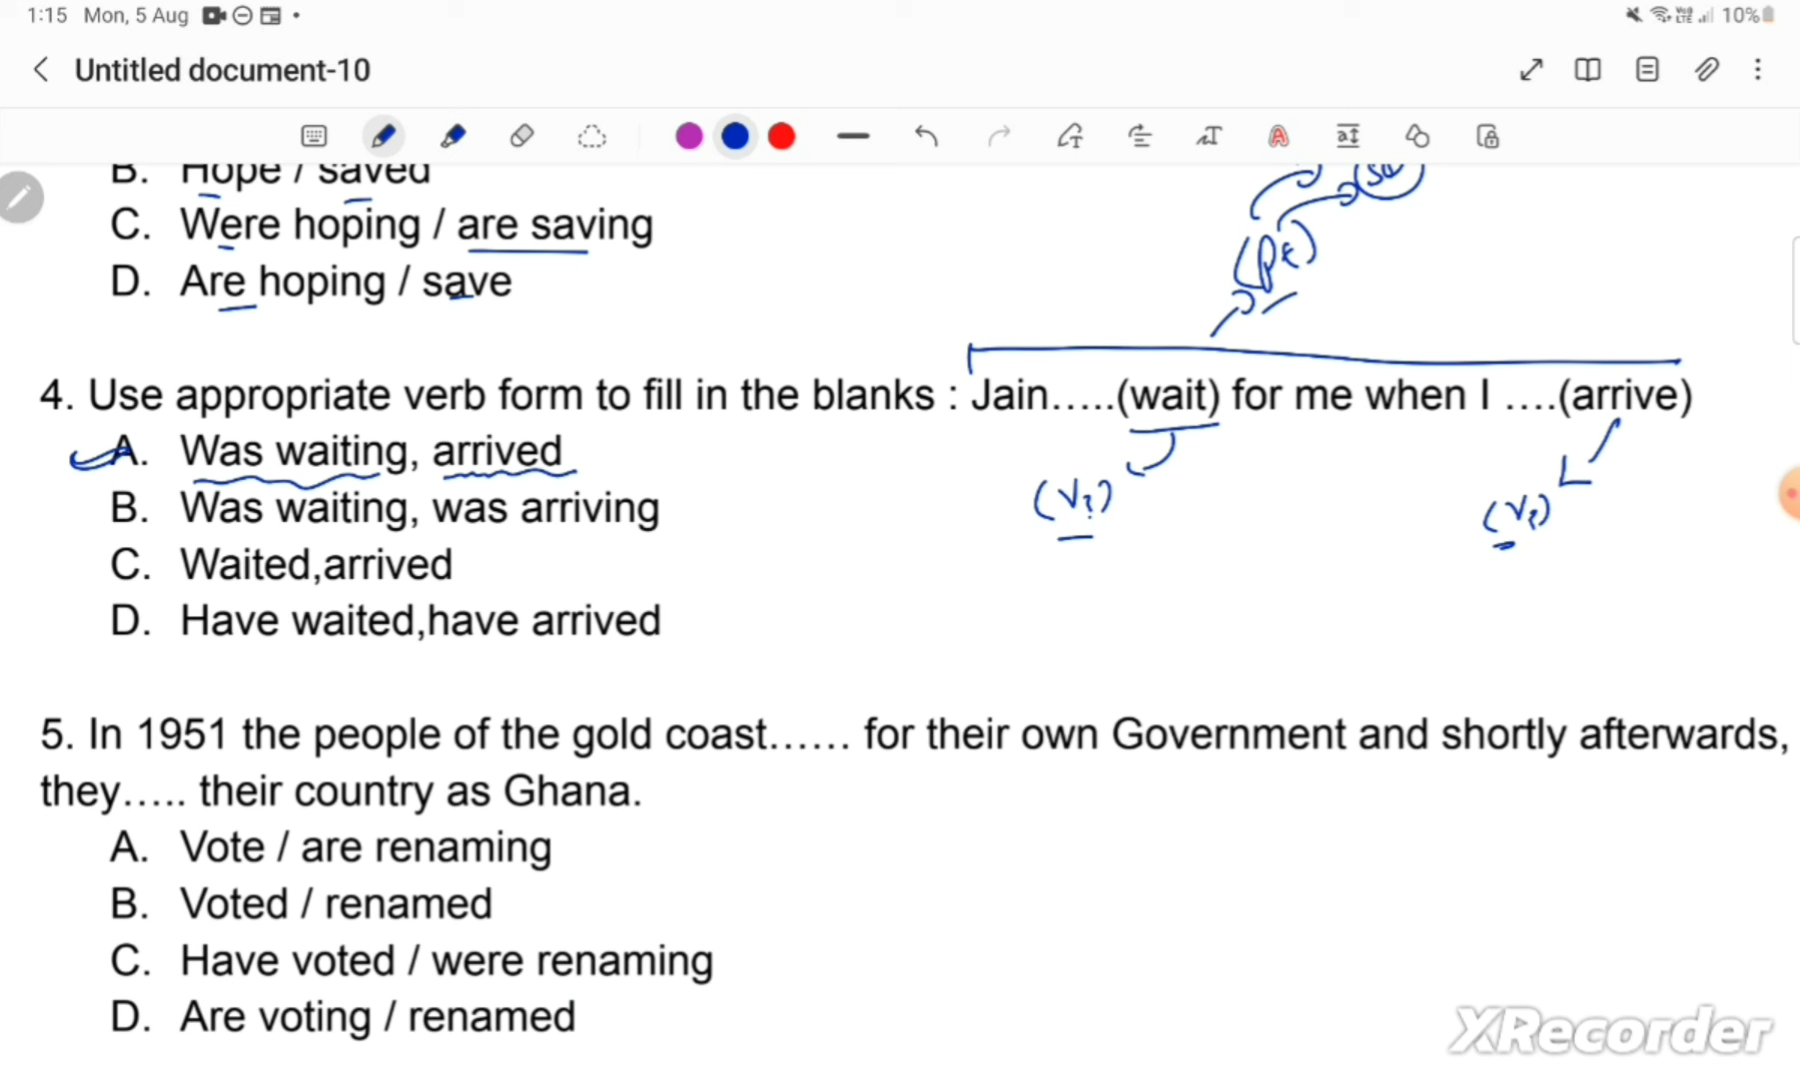 1:15 Mon, 5 Aug 10%
Untitled document-10
B. Hope / saved
C. Were hoping / are saving
D. Are hoping / save
4. Use appropriate verb form to fill in the blanks : Jain…..(wait) for me when I ….(arrive)
A. Was waiting, arrived
B. Was waiting, was arriving
C. Waited,arrived
D. Have waited,have arrived
5. In 1951 the people of the gold coast…… for their own Government and shortly afterwards,
they….. their country as Ghana.
A. Vote / are renaming
B. Voted / renamed
C. Have voted / were renaming
D. Are voting / renamed
XRecorder